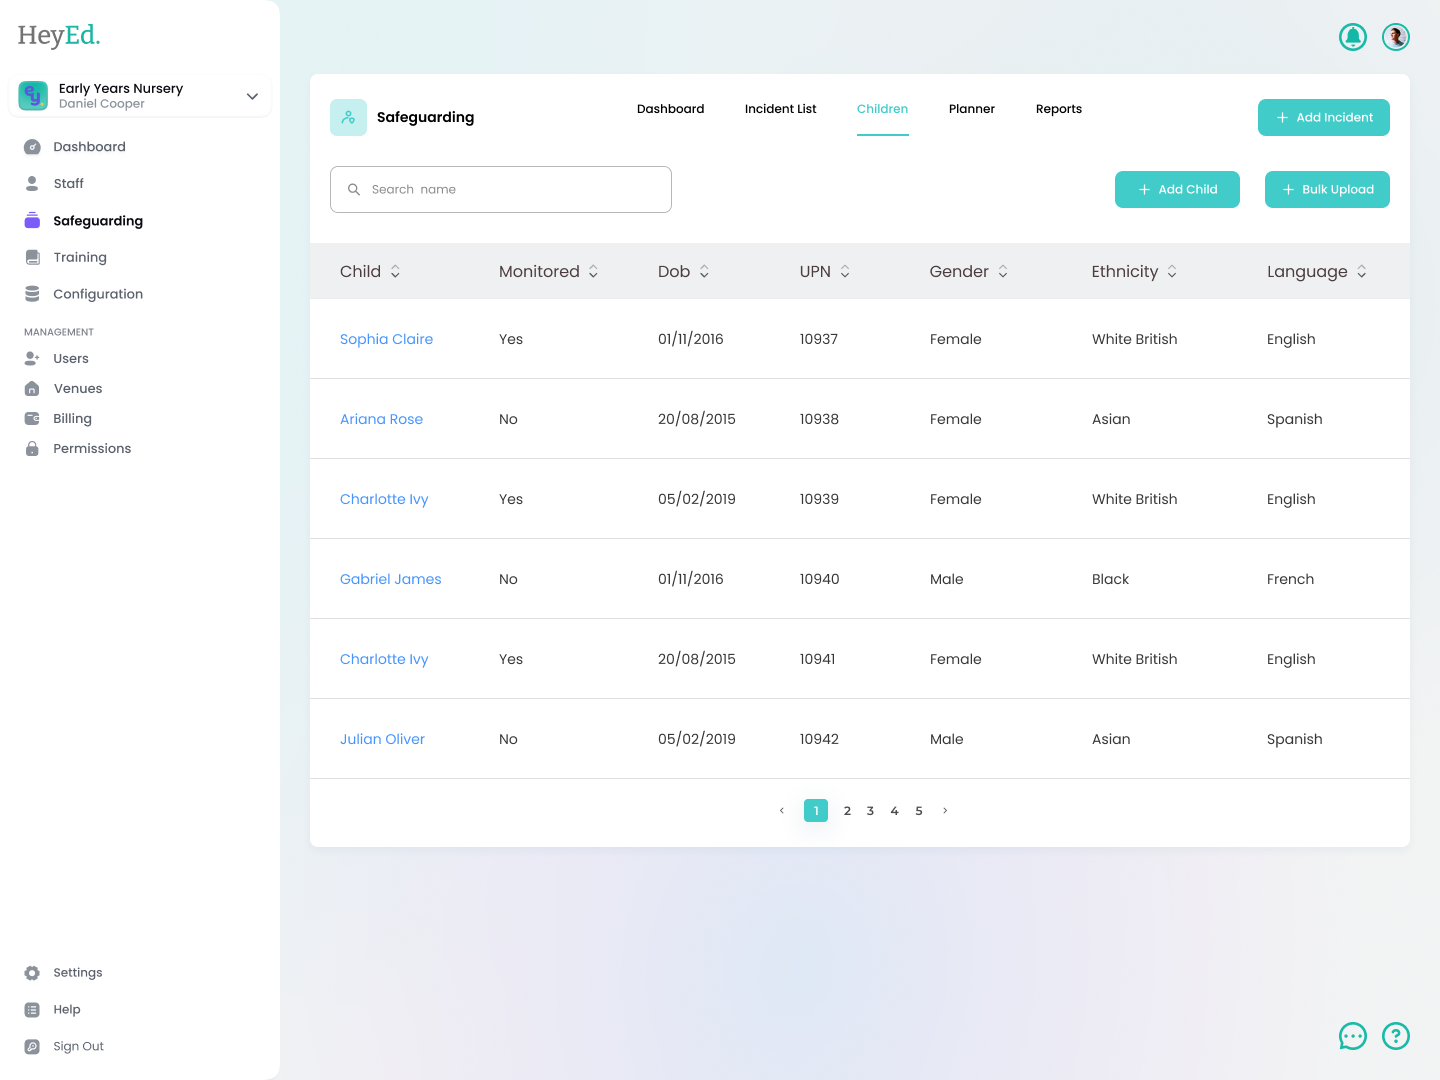 HeyEd.
Early Years Nursery
Daniel Cooper
Dashboard
Staff
Safeguarding
Training
Configuration
MANAGEMENT
Users
Venues
Billing
Permissions
Settings
Help
Sign Out
Safeguarding
Dashboard Incident List Children Planner Reports
Add Incident
Search name
Add Child
Bulk Upload
Child Monitored Dob UPN Gender Ethnicity Language
Sophia Claire Yes 01/11/2016 10937 Female White British English
Ariana Rose No 20/08/2015 10938 Female Asian Spanish
Charlotte Ivy Yes 05/02/2019 10939 Female White British English
Gabriel James No 01/11/2016 10940 Male Black French
Charlotte Ivy Yes 20/08/2015 10941 Female White British English
Julian Oliver No 05/02/2019 10942 Male Asian Spanish
1 2 3 4 5